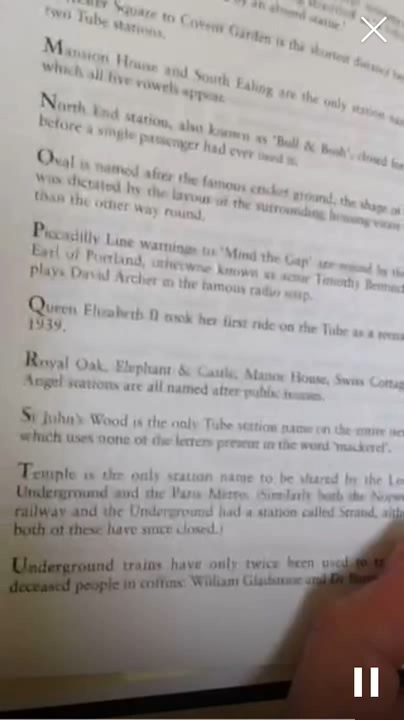 by an absurd statue.'
Square to Covent Garden is the shortest distance
two Tube stations.
Mansion House and South Ealing are the only station
which all five vowels appear.
North End station, also known as 'Bull & Bush', closed
before a single passenger had ever used it.
Oval is named after the famous cricket ground, the shape of
was dictated by the layout of the surrounding housing
than the other way round.
Piccadilly Line warnings to 'Mind the Gap' are by the
Earl of Portland, otherwise known as actor Timothy
plays David Archer in the famous radio soap.
Queen Elizabeth II took her first ride on the Tube as a
1939.
Royal Oak, Elephant & Castle, Manor House, Swiss
Angel stations are all named after public houses.
St John's Wood is the only Tube station name on the entire
which uses none of the letters present in the word 'mackerel'.
Temple is the only station name to be shared by the
Underground and the Paris Metro. (Similarly both the
railway and the Underground had a station called Strand,
both of these have since closed.)
Underground trains have only twice been used to
deceased people in coffins: William Gladstone and Dr